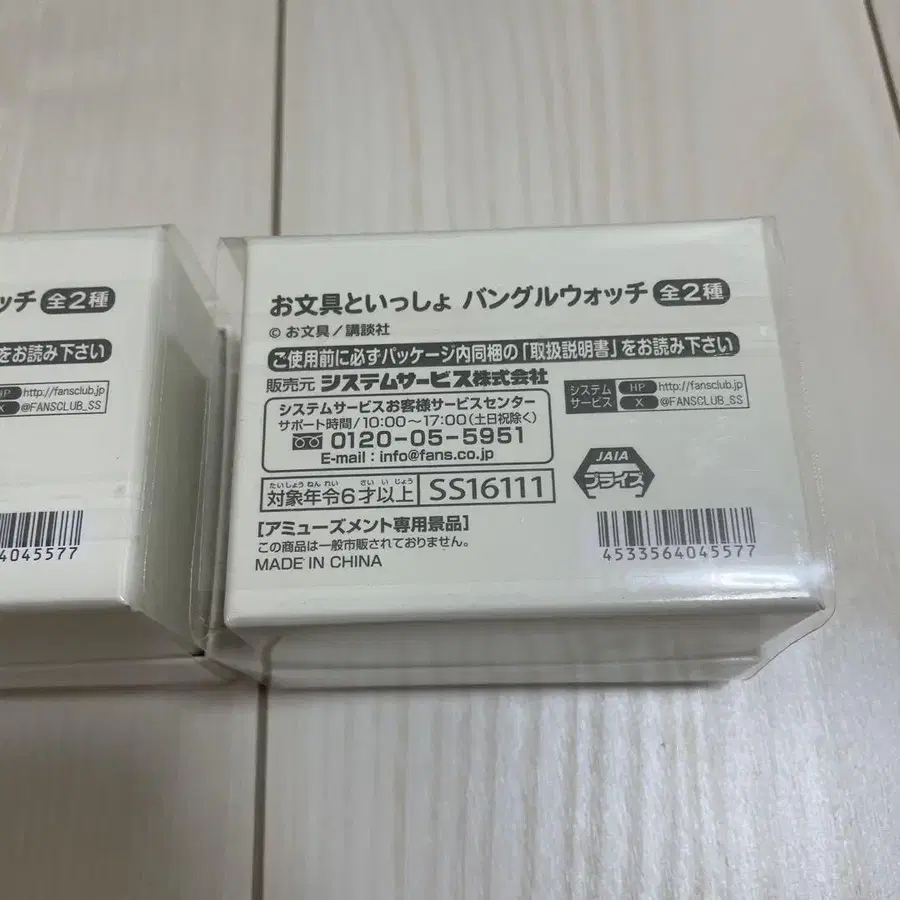 ッチ 全2種
をお読み下さい
HP http://fansclub.jp
X @FANSCLUB_SS
4045577
お文具といっしょ バングルウォッチ 全2種
© お文具/講談社
ご使用前に必ずパッケージ内同梱の「取扱説明書」をお読み下さい
販売元 システムサービス株式会社
システムサービスお客様サービスセンター
サポート時間/10:00〜17:00(土日祝除く)
0120-05-5951
E-mail : info@fans.co.jp
システム
サービス
HP http://fansclub.jp
X @FANSCLUB_SS
たいしょうねんれい さいいじょう
対象年令6才以上 SS16111
JAIA
プライズ
[アミューズメント専用景品]
この商品は一般市販されておりません。
MADE IN CHINA
4533564045577